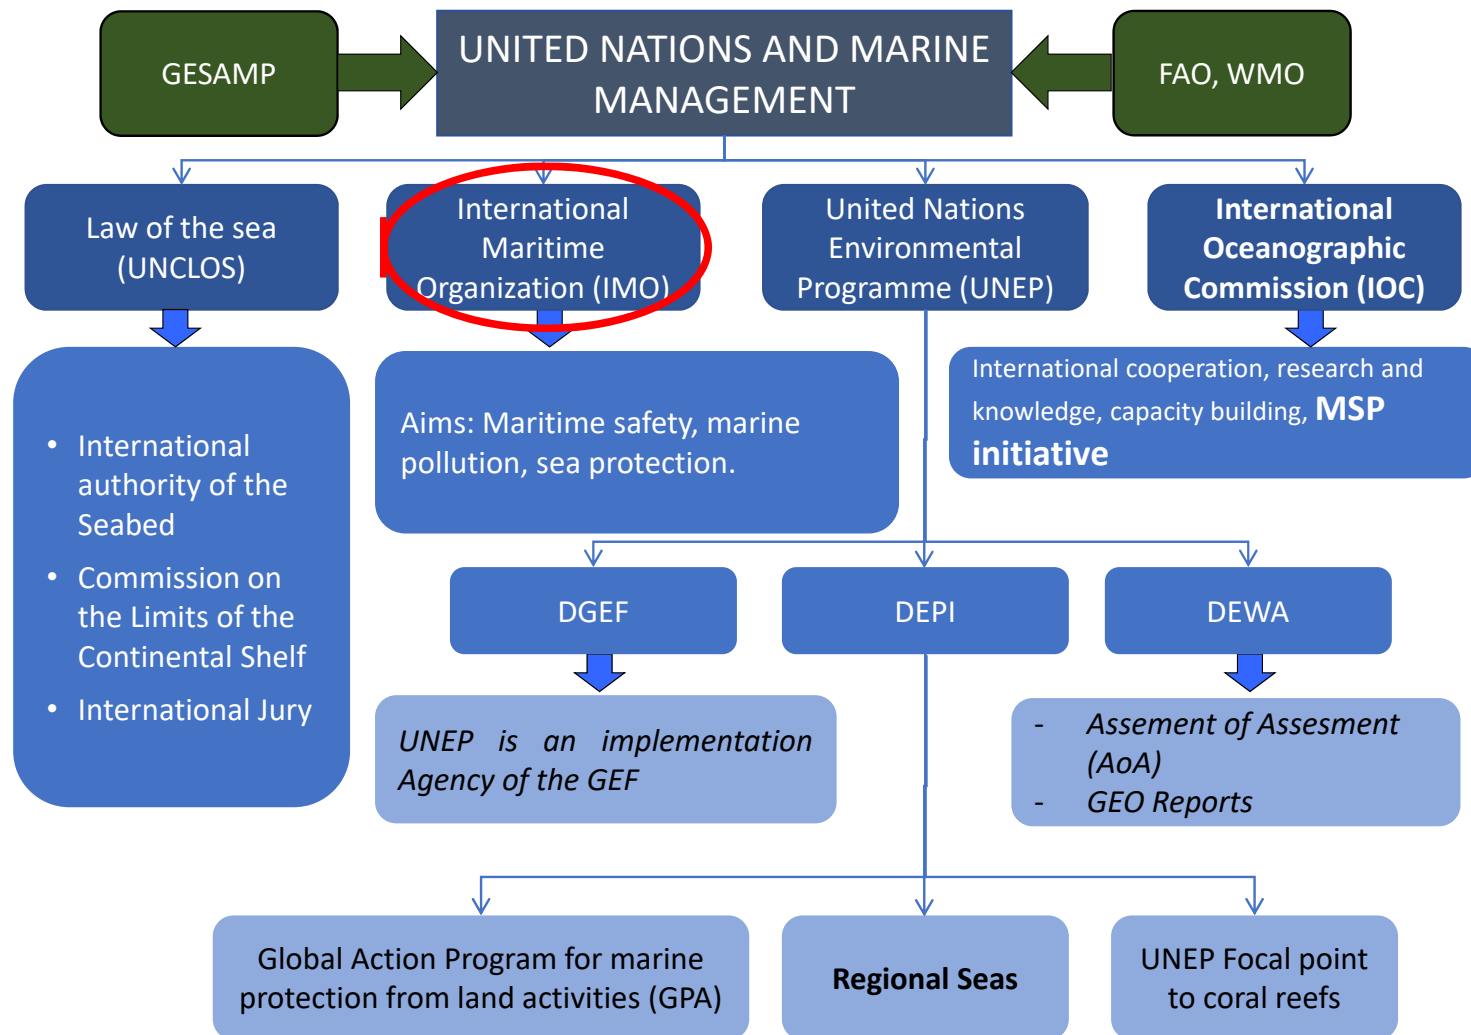 GESAMP
UNITED NATIONS AND MARINE
MANAGEMENT
FAO, WMO
Law of the sea
(UNCLOS)
International
Maritime
Organization (IMO)
United Nations
Environmental
Programme (UNEP)
International
Oceanographic
Commission (IOC)
• International
authority of the
Seabed
• Commission on
the Limits of the
Continental Shelf
• International Jury
Aims: Maritime safety, marine
pollution, sea protection.
International cooperation, research and
knowledge, capacity building, MSP
initiative
DGEF
DEPI
DEWA
UNEP is an implementation
Agency of the GEF
- Assement of Assesment
(AoA)
- GEO Reports
Global Action Program for marine
protection from land activities (GPA)
Regional Seas
UNEP Focal point
to coral reefs